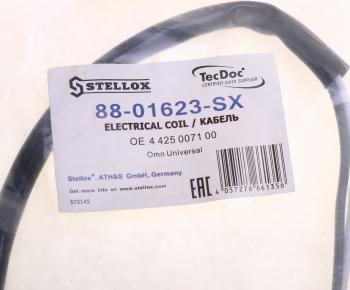 STELLOX
TecDoc
CERTIFIED DATA SUPPLIER
88-01623-SX
ELECTRICAL COIL / КАБЕЛЬ
OE 4 425 0071 00
Omn Universal
Stellox®, ATH&S GmbH, Germany
Get more info on www.stellox.com
ST0145
EAC
4 057276 661356